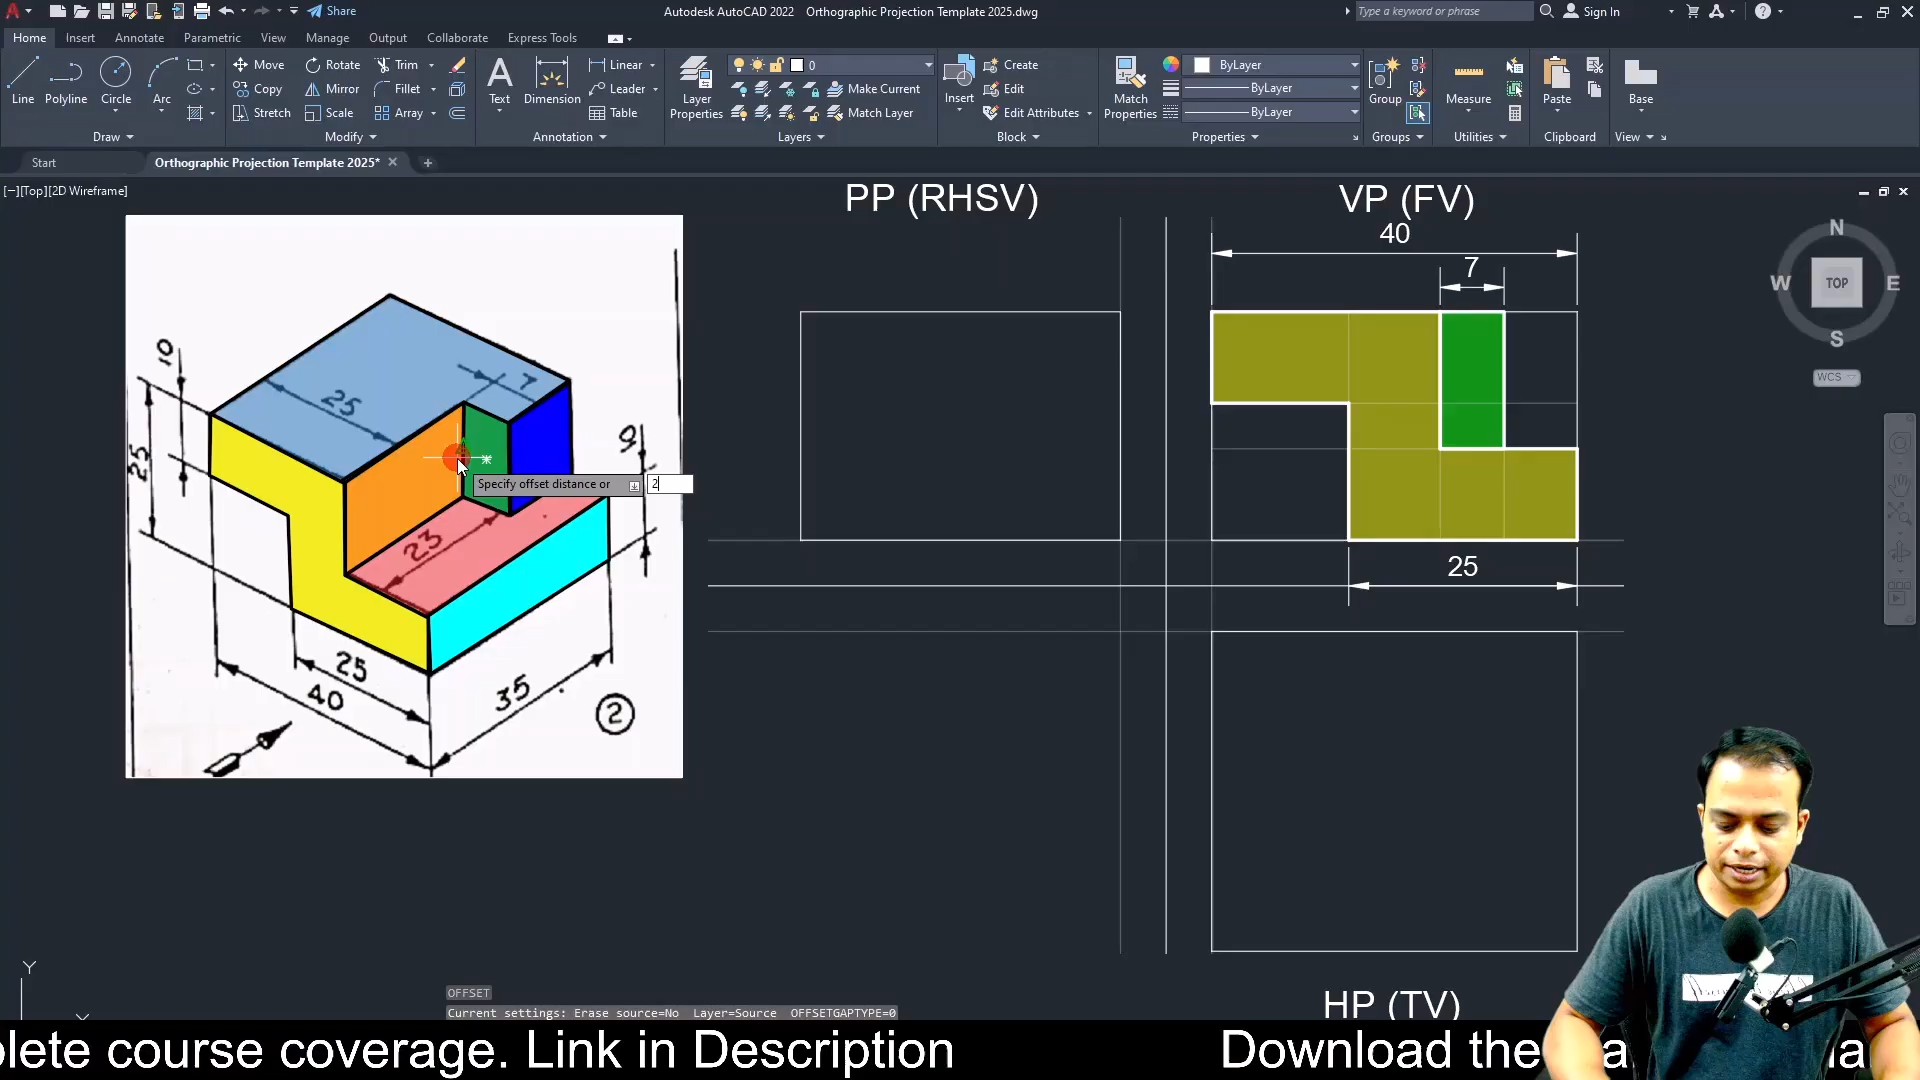 Share
Autodesk AutoCAD 2022 Orthographic Projection Template 2025.dwg
Type a keyword or phrase
Sign In
Home Insert Annotate Parametric View Manage Output Collaborate Express Tools
Line Polyline Circle Arc
Move Rotate Trim
Copy Mirror Fillet
Stretch Scale Array
Text Dimension
Linear
Leader
Table
Layer Properties
0
Make Current
Match Layer
Insert
Create
Edit
Edit Attributes
Match Properties
ByLayer
ByLayer
ByLayer
Group
Measure
Paste
Base
Draw Modify Annotation Layers Block Properties Groups Utilities Clipboard View
Start Orthographic Projection Template 2025*
[−][Top][2D Wireframe]
PP (RHSV)
VP (FV)
N
W TOP E
S
WCS
40
7
25
10
25
25
7
10
23
25
40
35
2
Specify offset distance or 2
Y
HP (TV)
OFFSET
Current settings: Erase source=No Layer=Source OFFSETGAPTYPE=0
plete course coverage. Link in Description Download the